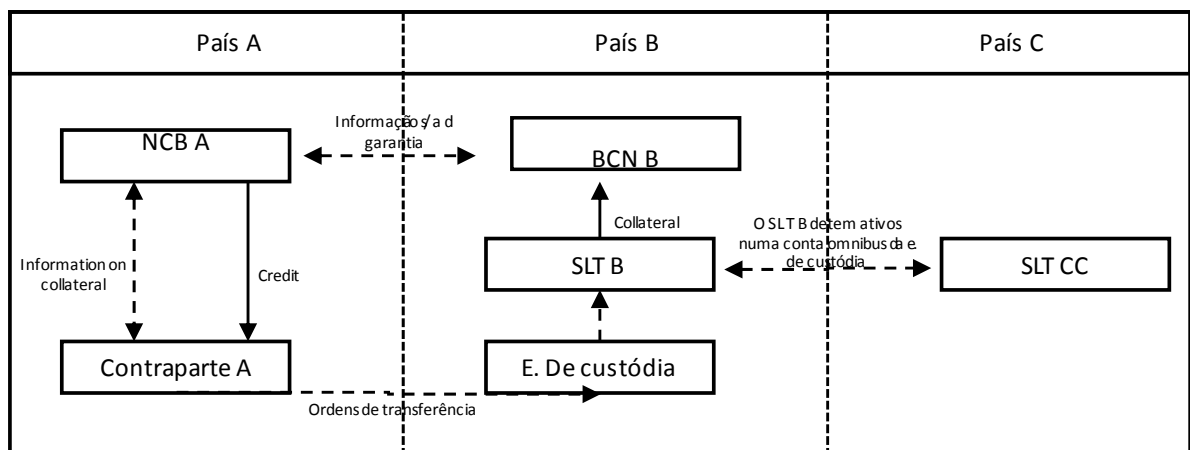 País A
País B
País C
NCB A
Informação s/a d
garantia
BCN B
Information on
collateral
Credit
Collateral
SLT B
O SLT B detem ativos
numa conta omnibus da e.
de custódia
SLT CC
Contraparte A
E. De custódia
Ordens de transferência